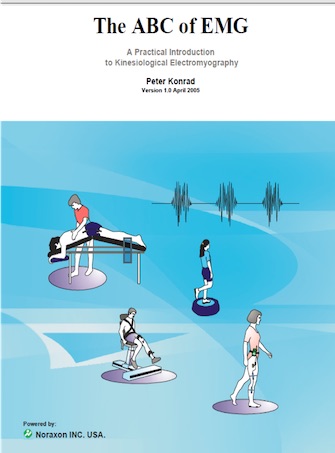 The ABC of EMG
A Practical Introduction
to Kinesiological Electromyography
Peter Konrad
Version 1.0 April 2005
Powered by:
Noraxon INC. USA.